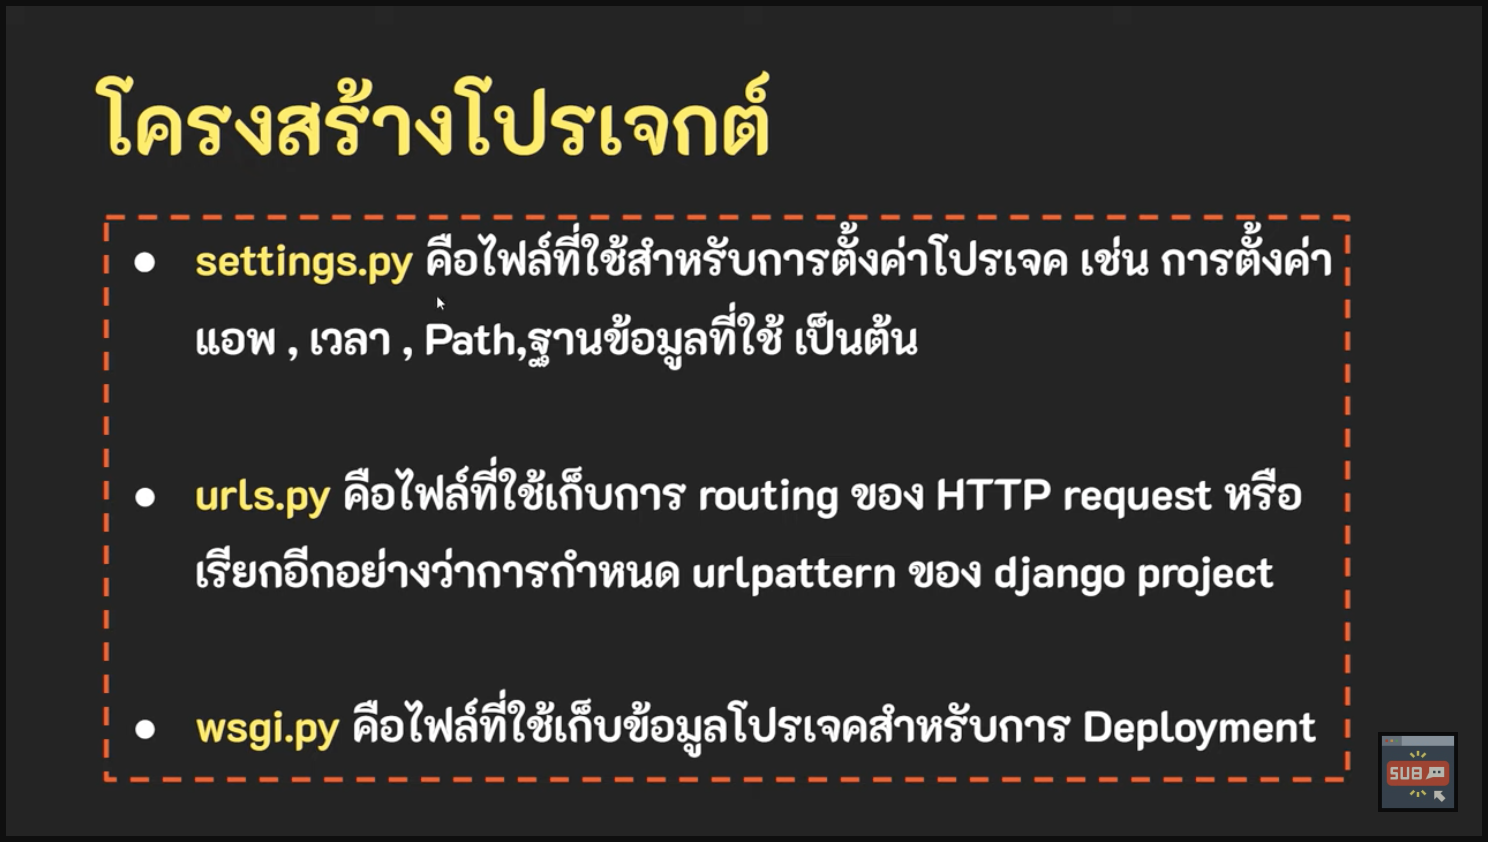 โครงสร้างโปรเจกต์
● settings.py คือไฟล์ที่ใช้สำหรับการตั้งค่าโปรเจค เช่น การตั้งค่า
แอพ , เวลา , Path,ฐานข้อมูลที่ใช้ เป็นต้น
● urls.py คือไฟล์ที่ใช้เก็บการ routing ของ HTTP request หรือ
เรียกอีกอย่างว่าการกำหนด urlpattern ของ django project
● wsgi.py คือไฟล์ที่ใช้เก็บข้อมูลโปรเจคสำหรับการ Deployment
SUB